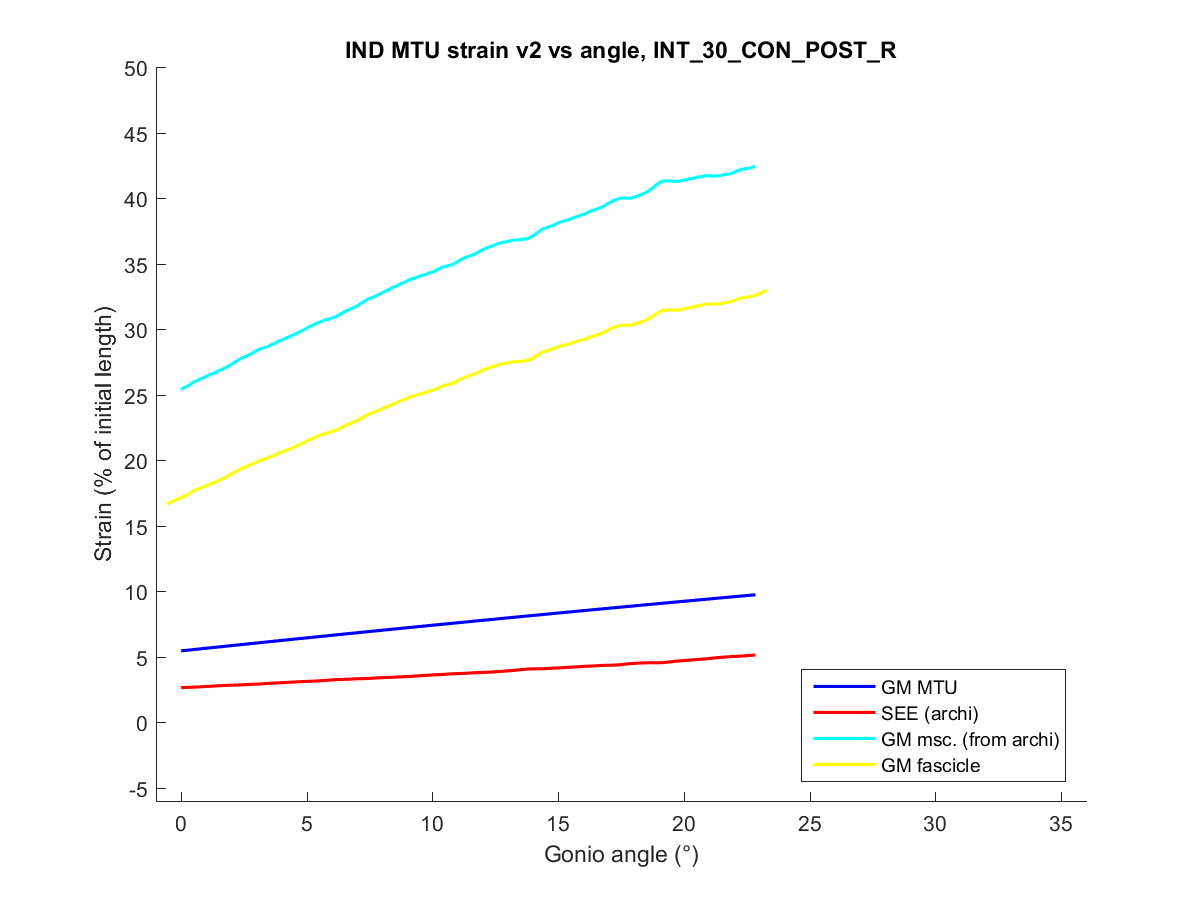 IND MTU strain v2 vs angle, INT_30_CON_POST_R
50
45
40
35
30
25
20
15
10
5
0
-5
Strain (% of initial length)
0 5 10 15 20 25 30 35
Gonio angle (°)
GM MTU
SEE (archi)
GM msc. (from archi)
GM fascicle